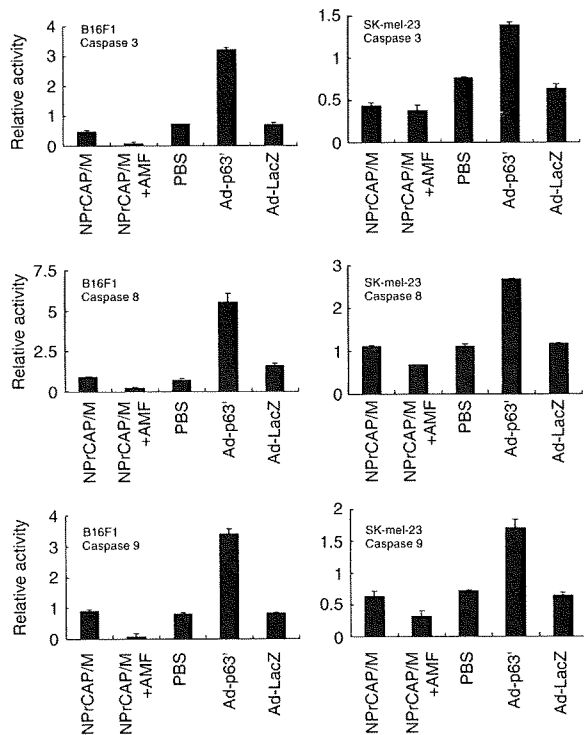 B16F1
Caspase 3
Relative activity
4
3
2
1
0
NPrCAP/M
NPrCAP/M
+AMF
PBS
Ad-p63'
Ad-LacZ
SK-mel-23
Caspase 3
1.5
1
0.5
0
NPrCAP/M
NPrCAP/M
+AMF
PBS
Ad-p63'
Ad-LacZ
B16F1
Caspase 8
Relative activity
7.5
5
2.5
0
NPrCAP/M
NPrCAP/M
+AMF
PBS
Ad-p63'
Ad-LacZ
SK-mel-23
Caspase 8
3
2
1
0
NPrCAP/M
NPrCAP/M
+AMF
PBS
Ad-p63'
Ad-LacZ
B16F1
Caspase 9
Relative activity
4
3
2
1
0
NPrCAP/M
NPrCAP/M
+AMF
PBS
Ad-p63'
Ad-LacZ
SK-mel-23
Caspase 9
2
1.5
1
0.5
0
NPrCAP/M
NPrCAP/M
+AMF
PBS
Ad-p63'
Ad-LacZ